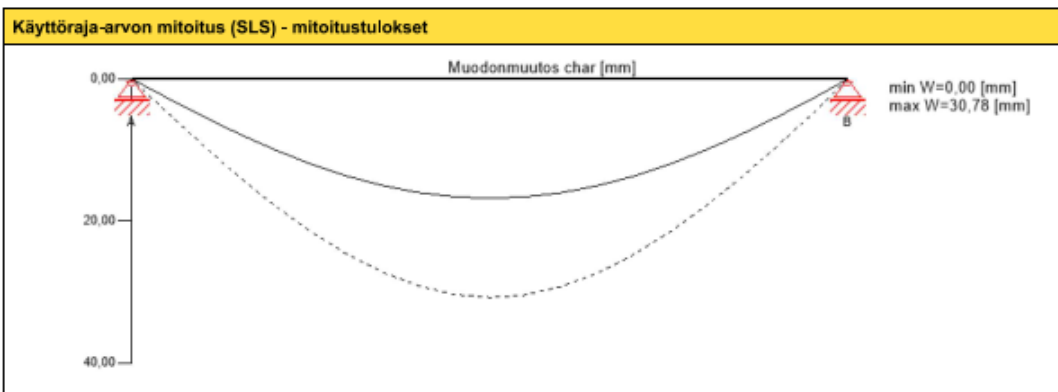 Käyttöraja-arvon mitoitus (SLS) - mitoitustulokset
Muodonmuutos char [mm]
0,00
min W=0,00 [mm]
max W=30,78 [mm]
A
B
20,00
40,00